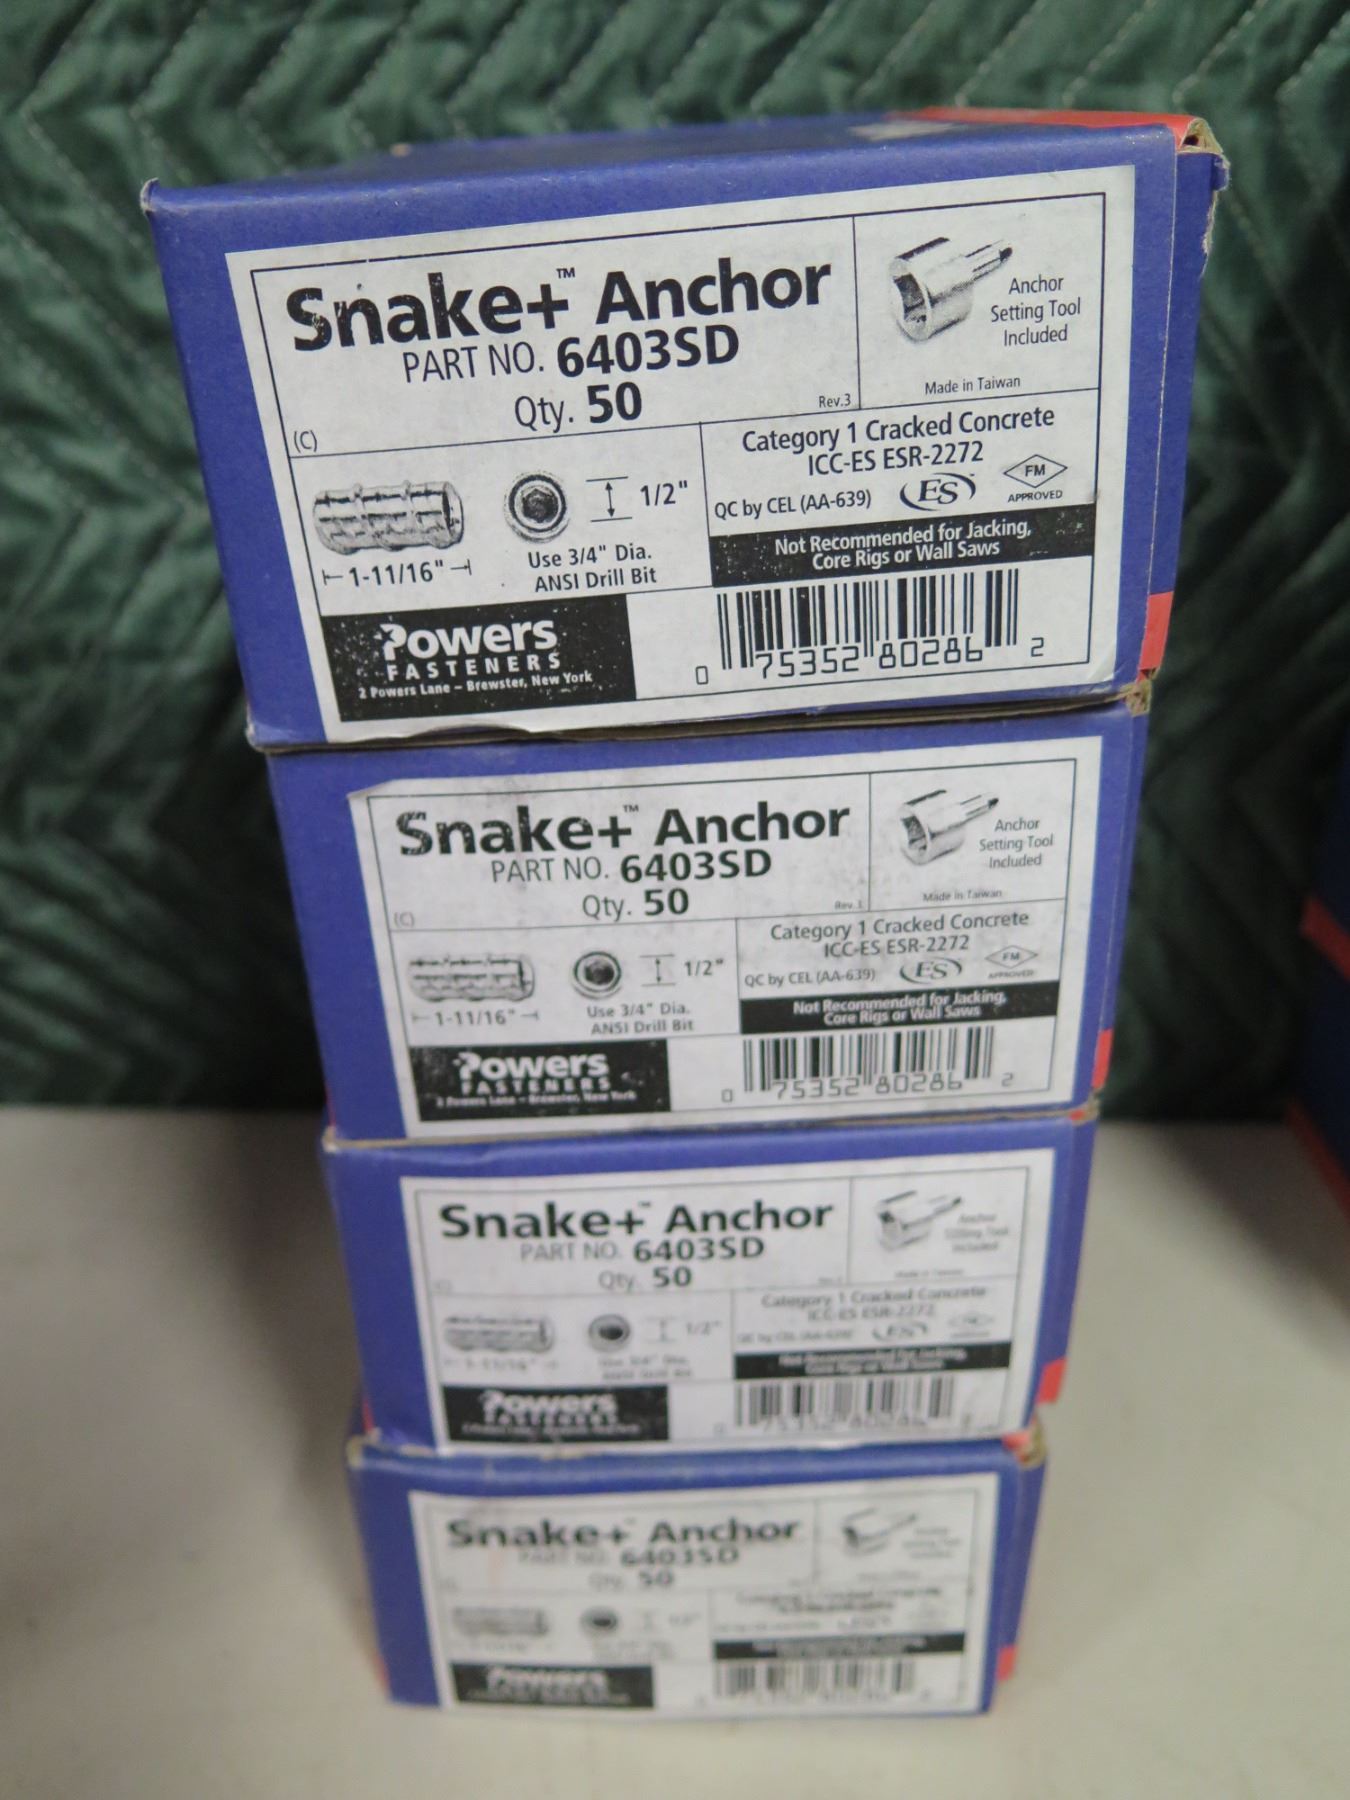 Snake+™ Anchor
PART NO. 6403SD
Qty. 50
Rev.3
(C)
Anchor
Setting Tool
Included
Made in Taiwan
1-11/16"
1/2"
Use 3/4" Dia.
ANSI Drill Bit
Category 1 Cracked Concrete
ICC-ES ESR-2272
QC by CEL (AA-639)
ES
FM
APPROVED
Not Recommended for Jacking,
Core Rigs or Wall Saws
Powers
FASTENERS
2 Powers Lane – Brewster, New York
0 75352 80286 2
Snake+™ Anchor
PART NO. 6403SD
Qty. 50
(C)
Anchor
Setting Tool
Included
Made in Taiwan
1-11/16"
1/2"
Use 3/4" Dia.
ANSI Drill Bit
Category 1 Cracked Concrete
ICC-ES ESR-2272
QC by CEL (AA-639)
ES
FM
APPROVED
Not Recommended for Jacking,
Core Rigs or Wall Saws
Powers
FASTENERS
2 Powers Lane – Brewster, New York
0 75352 80286 2
Snake+™ Anchor
PART NO. 6403SD
Qty. 50
1/2"
Category 1 Cracked Concrete
ICC-ES ESR-2272
ES
Powers
FASTENERS
Snake+ Anchor
PART NO. 6403SD
Qty. 50
Powers